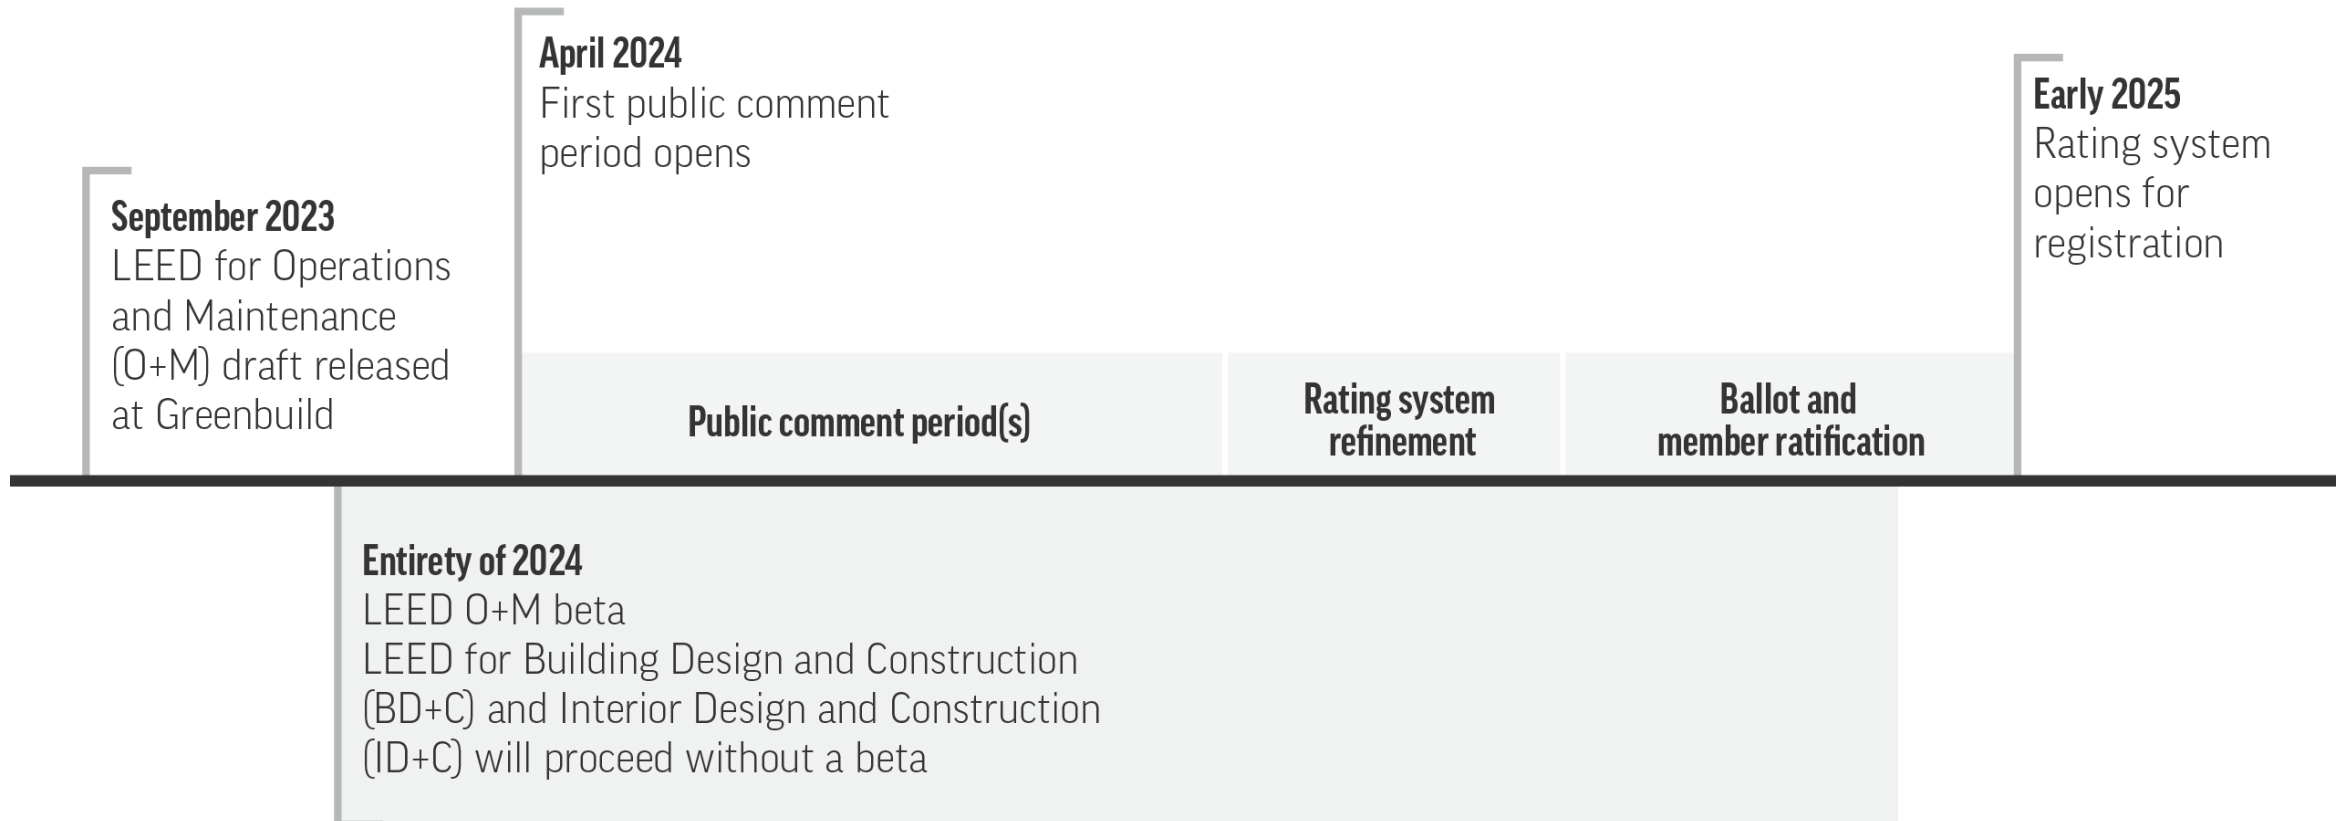 September 2023
LEED for Operations
and Maintenance
(O+M) draft released
at Greenbuild
April 2024
First public comment
period opens
Early 2025
Rating system
opens for
registration
Public comment period(s)
Rating system
refinement
Ballot and
member ratification
Entirety of 2024
LEED O+M beta
LEED for Building Design and Construction
(BD+C) and Interior Design and Construction
(ID+C) will proceed without a beta